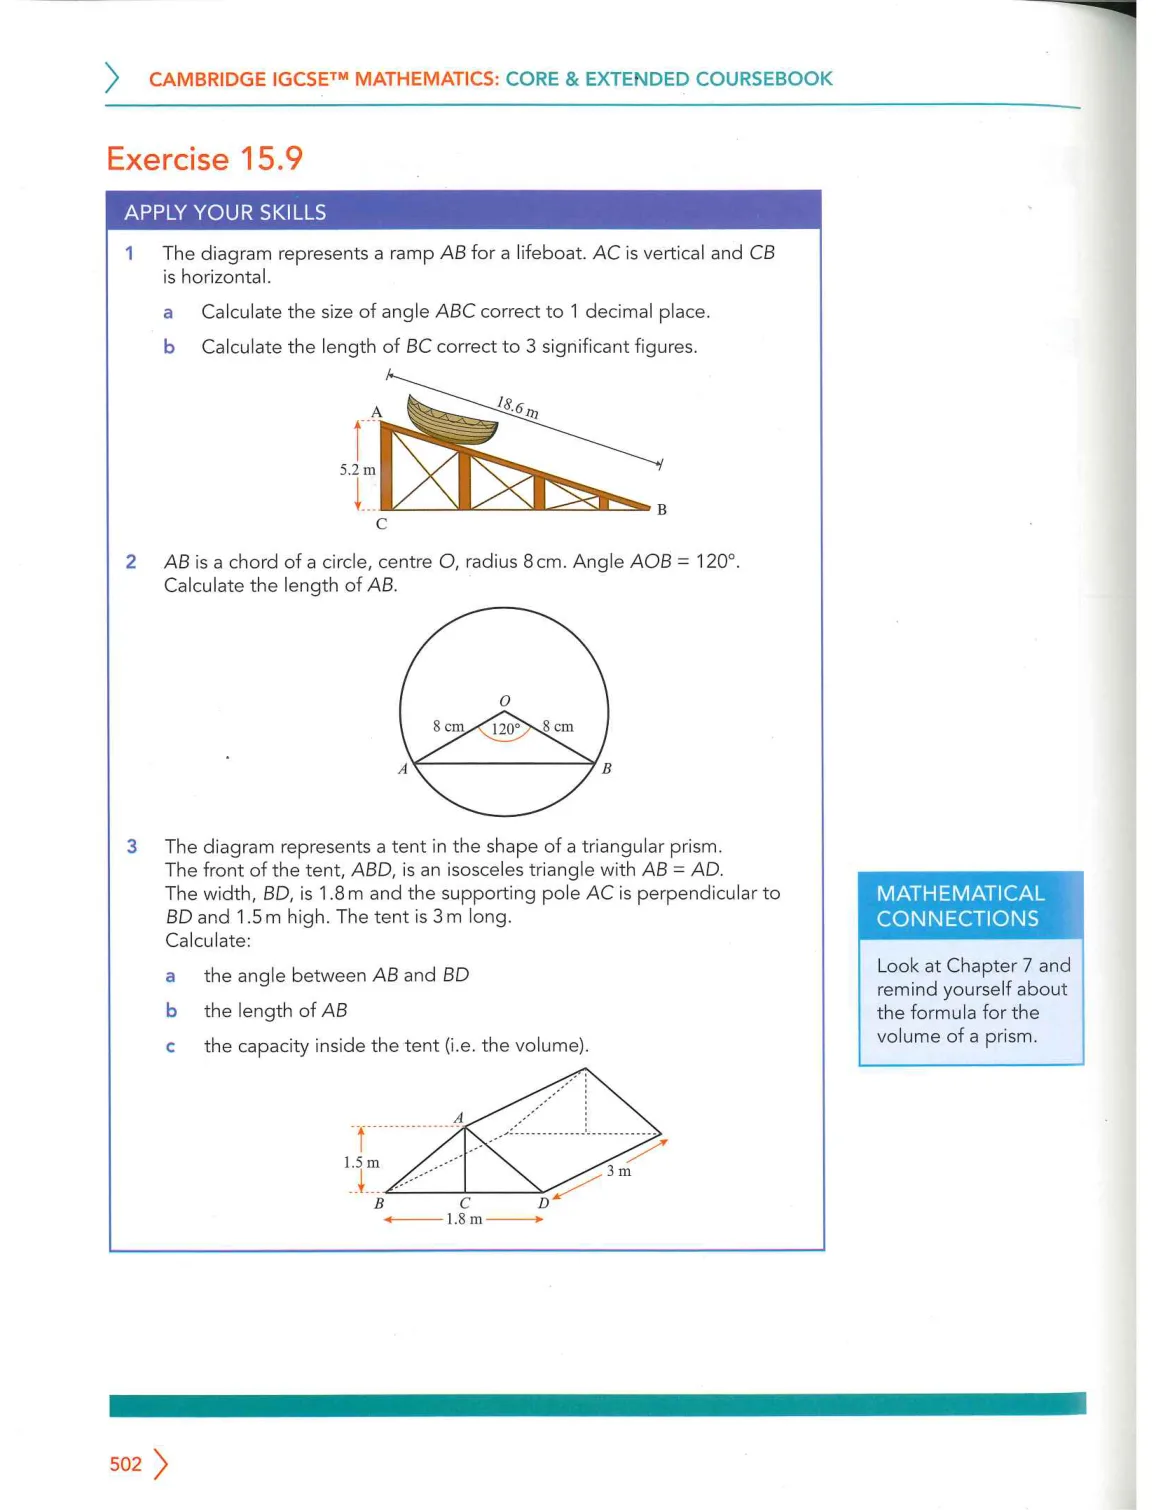 CAMBRIDGE IGCSE™ MATHEMATICS: CORE & EXTENDED COURSEBOOK
Exercise 15.9
APPLY YOUR SKILLS
1 The diagram represents a ramp AB for a lifeboat. AC is vertical and CB
is horizontal.
a Calculate the size of angle ABC correct to 1 decimal place.
b Calculate the length of BC correct to 3 significant figures.
18.6 m
A
5.2 m
B
C
2 AB is a chord of a circle, centre O, radius 8 cm. Angle AOB = 120°.
Calculate the length of AB.
O
8 cm 120° 8 cm
A B
3 The diagram represents a tent in the shape of a triangular prism.
The front of the tent, ABD, is an isosceles triangle with AB = AD.
The width, BD, is 1.8 m and the supporting pole AC is perpendicular to
BD and 1.5 m high. The tent is 3 m long.
Calculate:
a the angle between AB and BD
b the length of AB
c the capacity inside the tent (i.e. the volume).
A
1.5 m
3 m
B C D
1.8 m
MATHEMATICAL
CONNECTIONS
Look at Chapter 7 and
remind yourself about
the formula for the
volume of a prism.
502